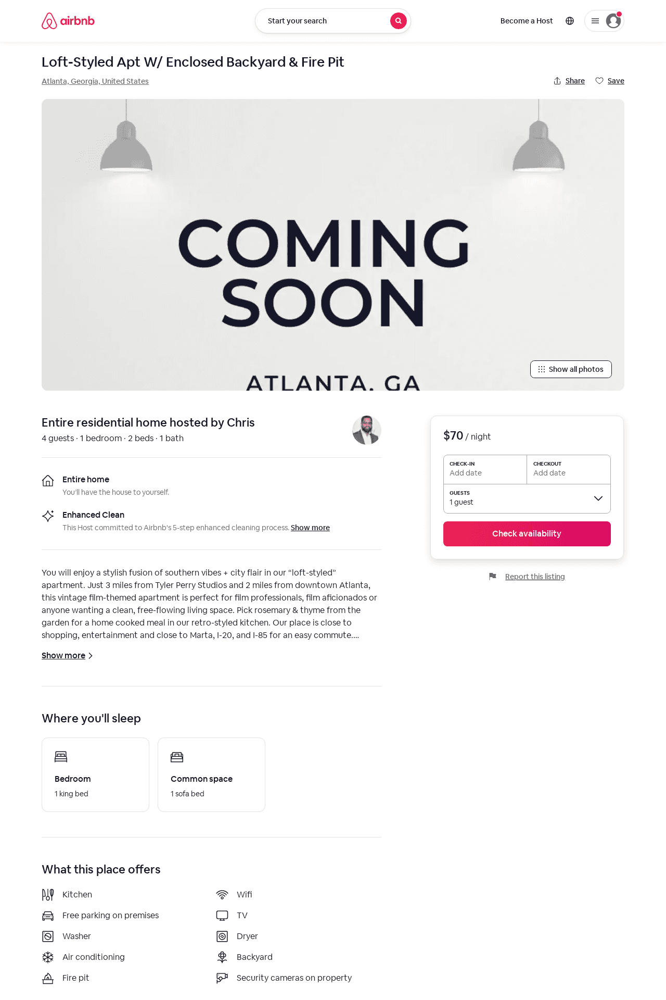 airbnb
Start your search
Become a Host
Loft-Styled Apt W/ Enclosed Backyard & Fire Pit
Atlanta, Georgia, United States
Share
Save
COMING
SOON
ATLANTA, GA
Show all photos
Entire residential home hosted by Chris
4 guests · 1 bedroom · 2 beds · 1 bath
Entire home
You’ll have the house to yourself.
Enhanced Clean
This Host committed to Airbnb's 5-step enhanced cleaning process. Show more
You will enjoy a stylish fusion of southern vibes + city flair in our “loft-styled”
apartment. Just 3 miles from Tyler Perry Studios and 2 miles from downtown Atlanta,
this vintage film-themed apartment is perfect for film professionals, film aficionados or
anyone wanting a clean, free-flowing living space. Pick rosemary & thyme from the
garden for a home cooked meal in our retro-styled kitchen. Our place is close to
shopping, entertainment and close to Marta, I-20, and I-85 for an easy commute....
Show more
$70 / night
CHECK-IN
Add date
CHECKOUT
Add date
GUESTS
1 guest
Check availability
Report this listing
Where you'll sleep
Bedroom
1 king bed
Common space
1 sofa bed
What this place offers
Kitchen
Wifi
Free parking on premises
TV
Washer
Dryer
Air conditioning
Backyard
Fire pit
Security cameras on property